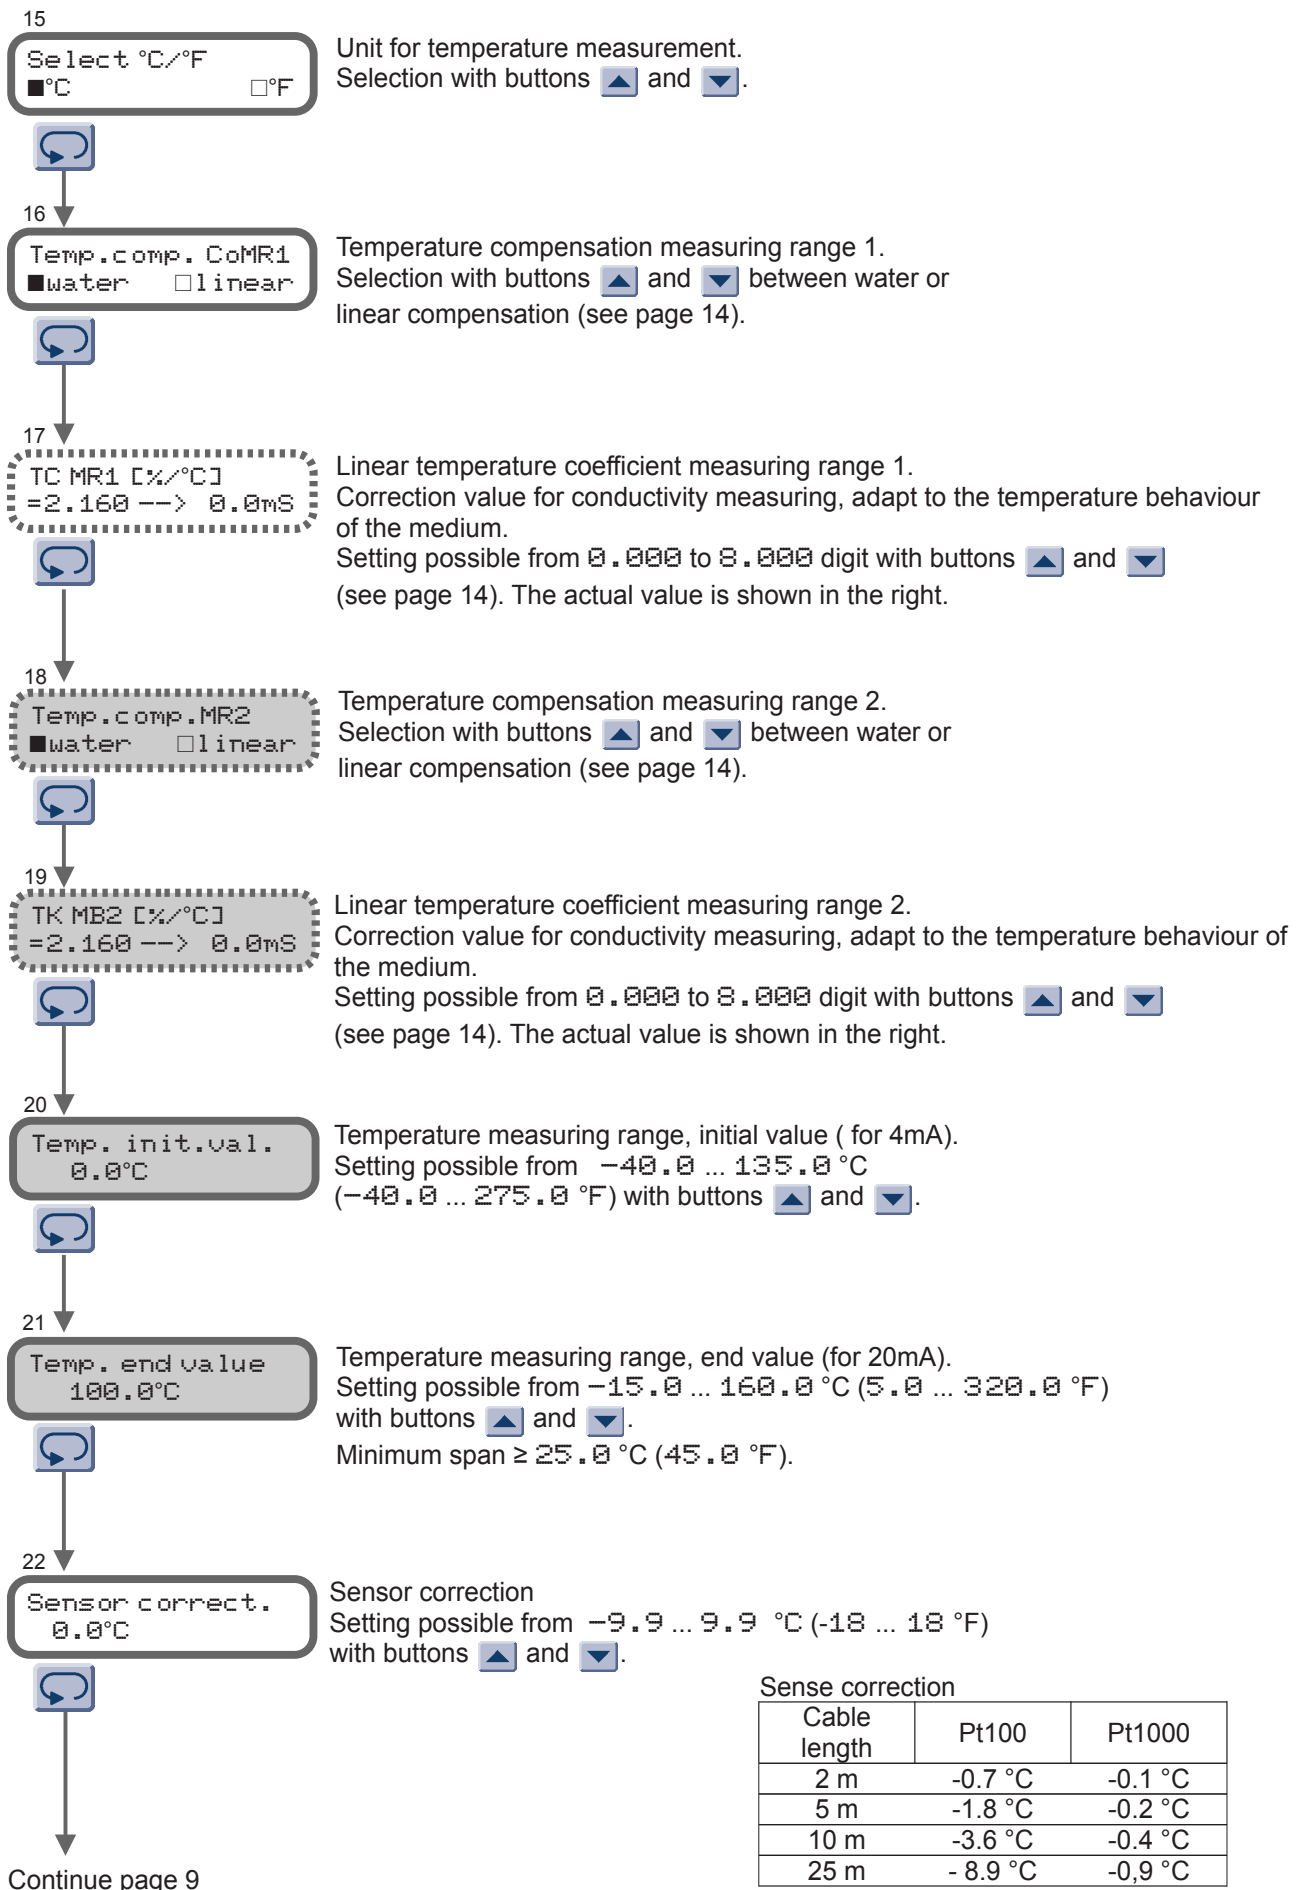 15
Select °C/°F
■°C □°F
Unit for temperature measurement.
Selection with buttons ▲ and ▼.
16
Temp.comp. CoMR1
■water □linear
Temperature compensation measuring range 1.
Selection with buttons ▲ and ▼ between water or
linear compensation (see page 14).
17
TC MR1 [%/°C]
=2.160 --> 0.0mS
Linear temperature coefficient measuring range 1.
Correction value for conductivity measuring, adapt to the temperature behaviour
of the medium.
Setting possible from 0.000 to 8.000 digit with buttons ▲ and ▼
(see page 14). The actual value is shown in the right.
18
Temp.comp.MR2
■water □linear
Temperature compensation measuring range 2.
Selection with buttons ▲ and ▼ between water or
linear compensation (see page 14).
19
TK MB2 [%/°C]
=2.160 --> 0.0mS
Linear temperature coefficient measuring range 2.
Correction value for conductivity measuring, adapt to the temperature behaviour of
the medium.
Setting possible from 0.000 to 8.000 digit with buttons ▲ and ▼
(see page 14). The actual value is shown in the right.
20
Temp. init.val.
0.0°C
Temperature measuring range, initial value ( for 4mA).
Setting possible from -40.0 ... 135.0 °C
(-40.0 ... 275.0 °F) with buttons ▲ and ▼.
21
Temp. end value
100.0°C
Temperature measuring range, end value (for 20mA).
Setting possible from -15.0 ... 160.0 °C (5.0 ... 320.0 °F)
with buttons ▲ and ▼.
Minimum span ≥ 25.0 °C (45.0 °F).
22
Sensor correct.
0.0°C
Sensor correction
Setting possible from -9.9 ... 9.9 °C (-18 ... 18 °F)
with buttons ▲ and ▼.
Sense correction
Cable length Pt100 Pt1000
2 m -0.7 °C -0.1 °C
5 m -1.8 °C -0.2 °C
10 m -3.6 °C -0.4 °C
25 m - 8.9 °C -0,9 °C
Continue page 9